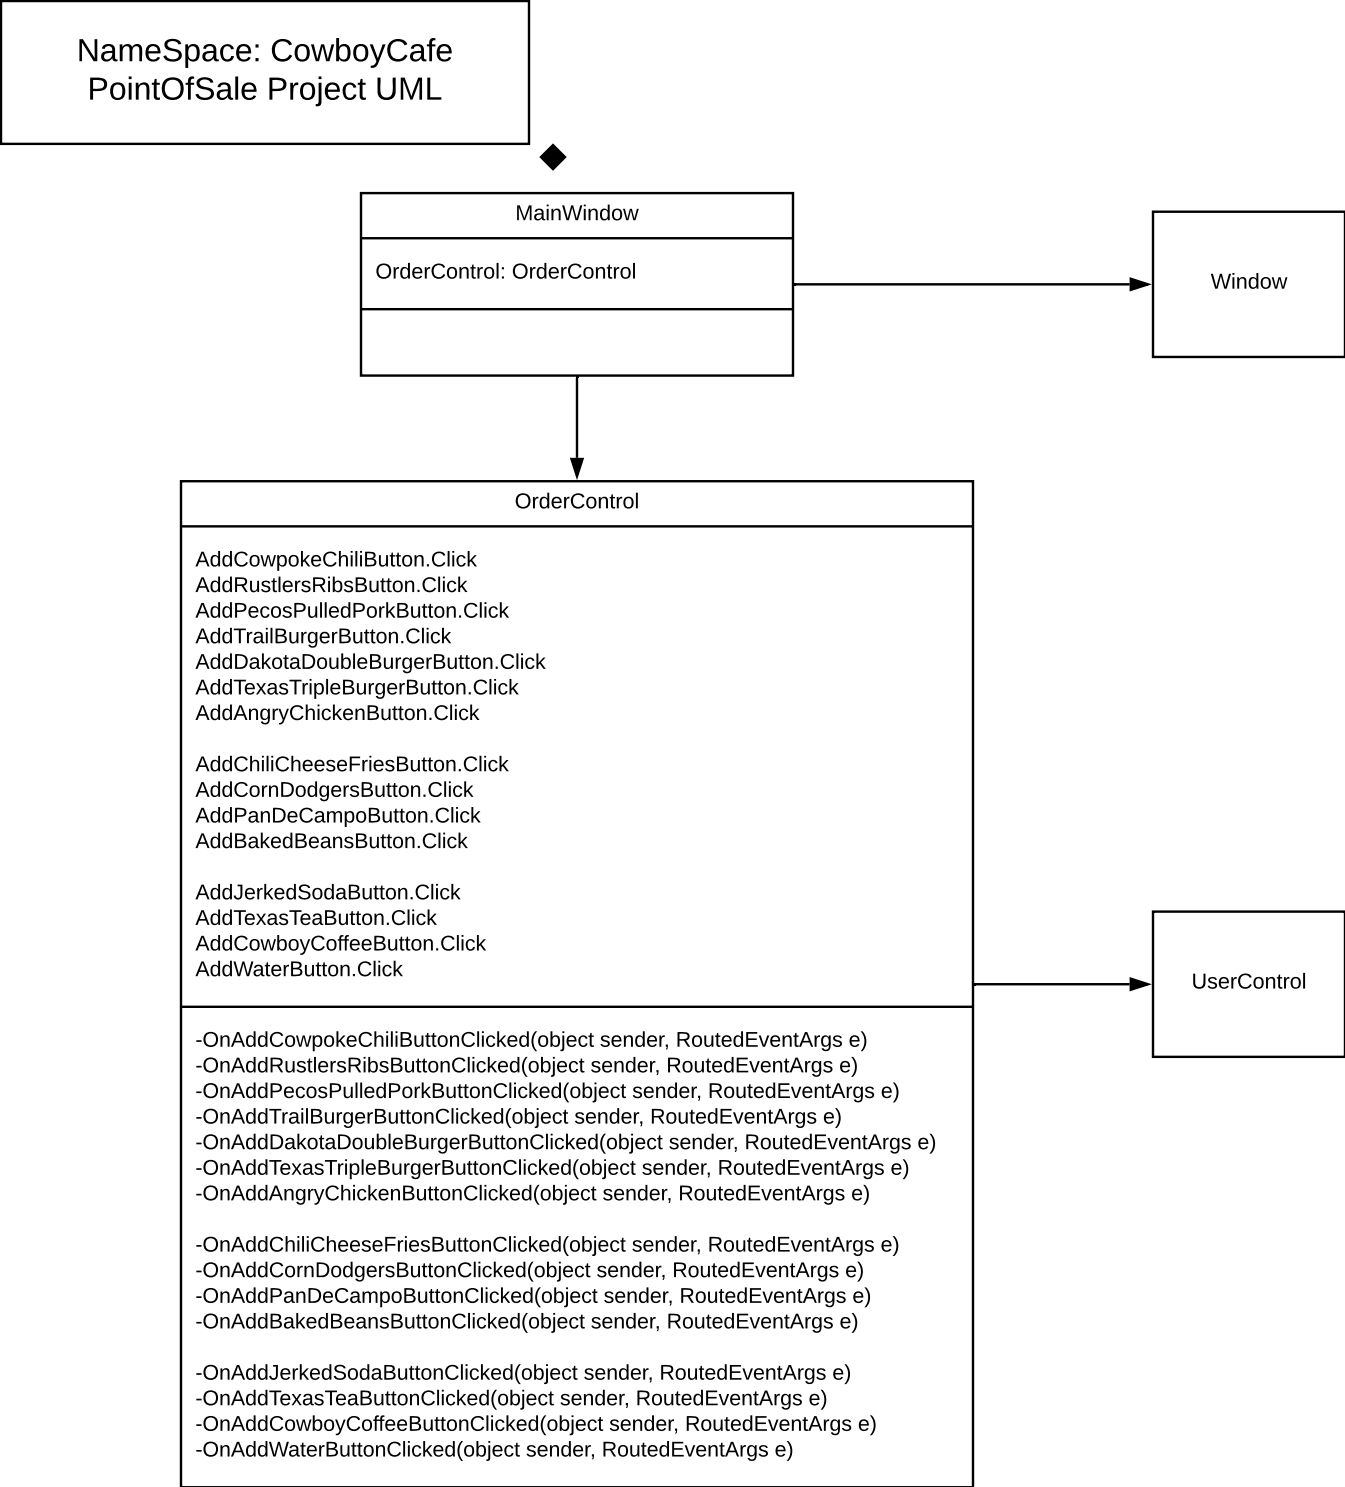 NameSpace: CowboyCafe
PointOfSale Project UML
MainWindow
OrderControl: OrderControl
Window
OrderControl
AddCowpokeChiliButton.Click
AddRustlersRibsButton.Click
AddPecosPulledPorkButton.Click
AddTrailBurgerButton.Click
AddDakotaDoubleBurgerButton.Click
AddTexasTripleBurgerButton.Click
AddAngryChickenButton.Click
AddChiliCheeseFriesButton.Click
AddCornDodgersButton.Click
AddPanDeCampoButton.Click
AddBakedBeansButton.Click
AddJerkedSodaButton.Click
AddTexasTeaButton.Click
AddCowboyCoffeeButton.Click
AddWaterButton.Click
UserControl
-OnAddCowpokeChiliButtonClicked(object sender, RoutedEventArgs e)
-OnAddRustlersRibsButtonClicked(object sender, RoutedEventArgs e)
-OnAddPecosPulledPorkButtonClicked(object sender, RoutedEventArgs e)
-OnAddTrailBurgerButtonClicked(object sender, RoutedEventArgs e)
-OnAddDakotaDoubleBurgerButtonClicked(object sender, RoutedEventArgs e)
-OnAddTexasTripleBurgerButtonClicked(object sender, RoutedEventArgs e)
-OnAddAngryChickenButtonClicked(object sender, RoutedEventArgs e)
-OnAddChiliCheeseFriesButtonClicked(object sender, RoutedEventArgs e)
-OnAddCornDodgersButtonClicked(object sender, RoutedEventArgs e)
-OnAddPanDeCampoButtonClicked(object sender, RoutedEventArgs e)
-OnAddBakedBeansButtonClicked(object sender, RoutedEventArgs e)
-OnAddJerkedSodaButtonClicked(object sender, RoutedEventArgs e)
-OnAddTexasTeaButtonClicked(object sender, RoutedEventArgs e)
-OnAddCowboyCoffeeButtonClicked(object sender, RoutedEventArgs e)
-OnAddWaterButtonClicked(object sender, RoutedEventArgs e)